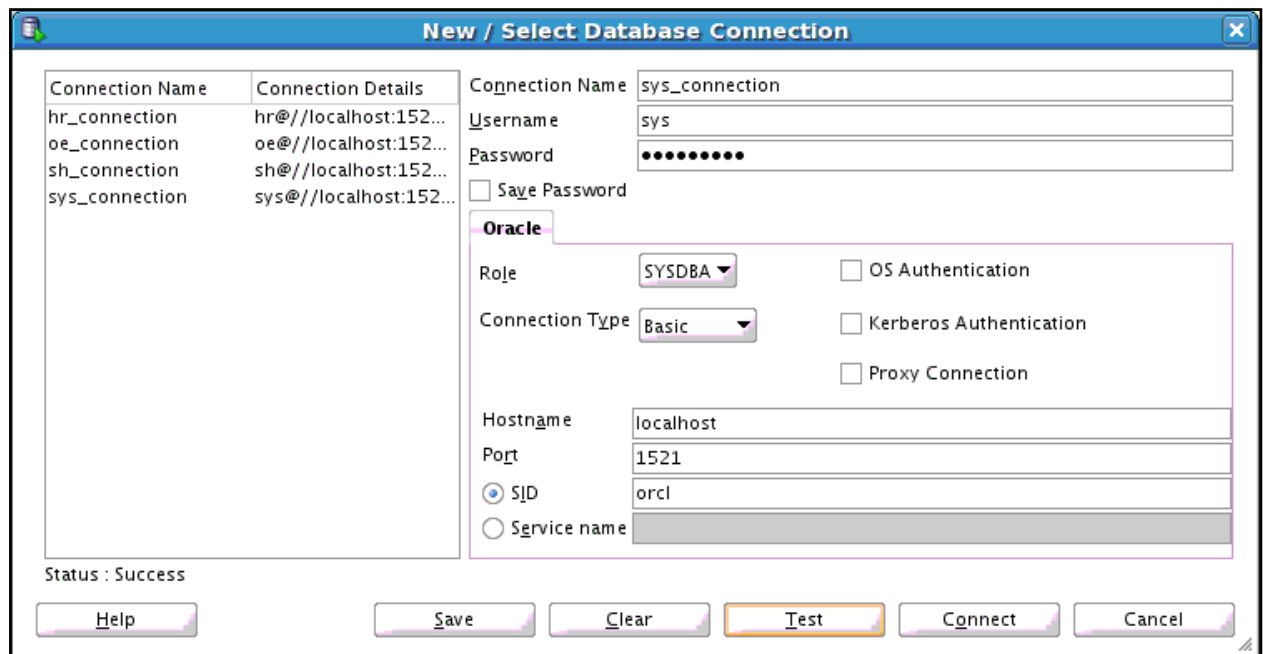 New / Select Database Connection
Connection Name Connection Details
hr_connection hr@//localhost:152...
oe_connection oe@//localhost:152...
sh_connection sh@//localhost:152...
sys_connection sys@//localhost:152...
Connection Name sys_connection
Username sys
Password •••••••••
Save Password
Oracle
Role SYSDBA OS Authentication
Connection Type Basic Kerberos Authentication
Proxy Connection
Hostname localhost
Port 1521
SID orcl
Service name
Status : Success
Help Save Clear Test Connect Cancel